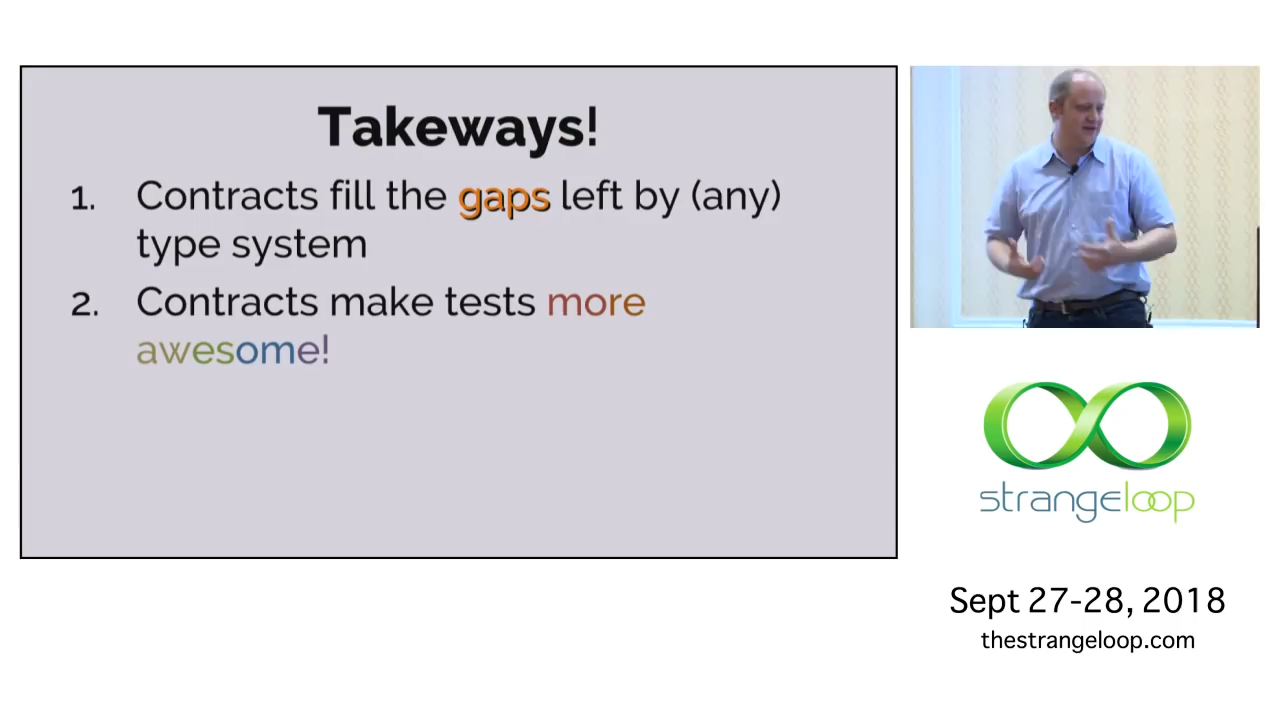 Takeways!
1. Contracts fill the gaps left by (any)
type system
2. Contracts make tests more
awesome!
strangeloop
Sept 27-28, 2018
thestrangeloop.com